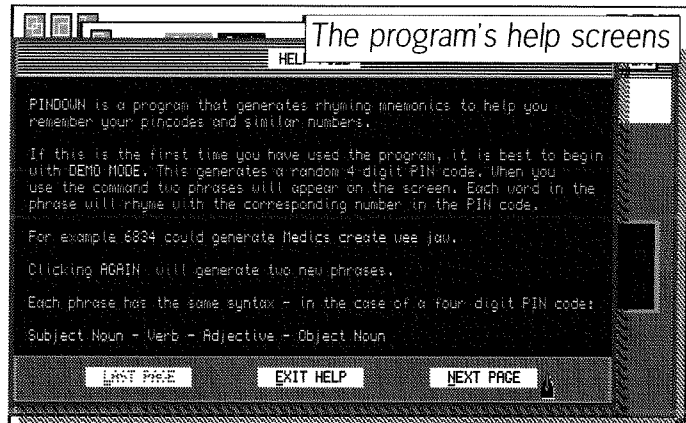 The program's help screens
PINDOWN is a program that generates rhyming mnemonics to help you
remember your pincodes and similar numbers.
If this is the first time you have used the program, it is best to begin
with DEMO MODE. This generates a random 4-digit PIN code. When you
use the command two phrases will appear on the screen. Each word in the
phrase will rhyme with the corresponding number in the PIN code.
For example 6834 could generate Medics create wee jaw.
Clicking AGAIN will generate two new phrases.
Each phrase has the same syntax - in the case of a four digit PIN code:
Subject Noun - Verb - Adjective - Object Noun
LAST PAGE EXIT HELP NEXT PAGE